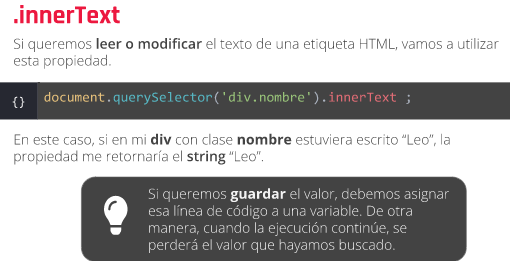 .innerText
Si queremos leer o modificar el texto de una etiqueta HTML, vamos a utilizar
esta propiedad.
{} document.querySelector('div.nombre').innerText ;
En este caso, si en mi div con clase nombre estuviera escrito “Leo”, la
propiedad me retornaría el string “Leo”.
Si queremos guardar el valor, debemos asignar
esa línea de código a una variable. De otra
manera, cuando la ejecución continúe, se
perderá el valor que hayamos buscado.